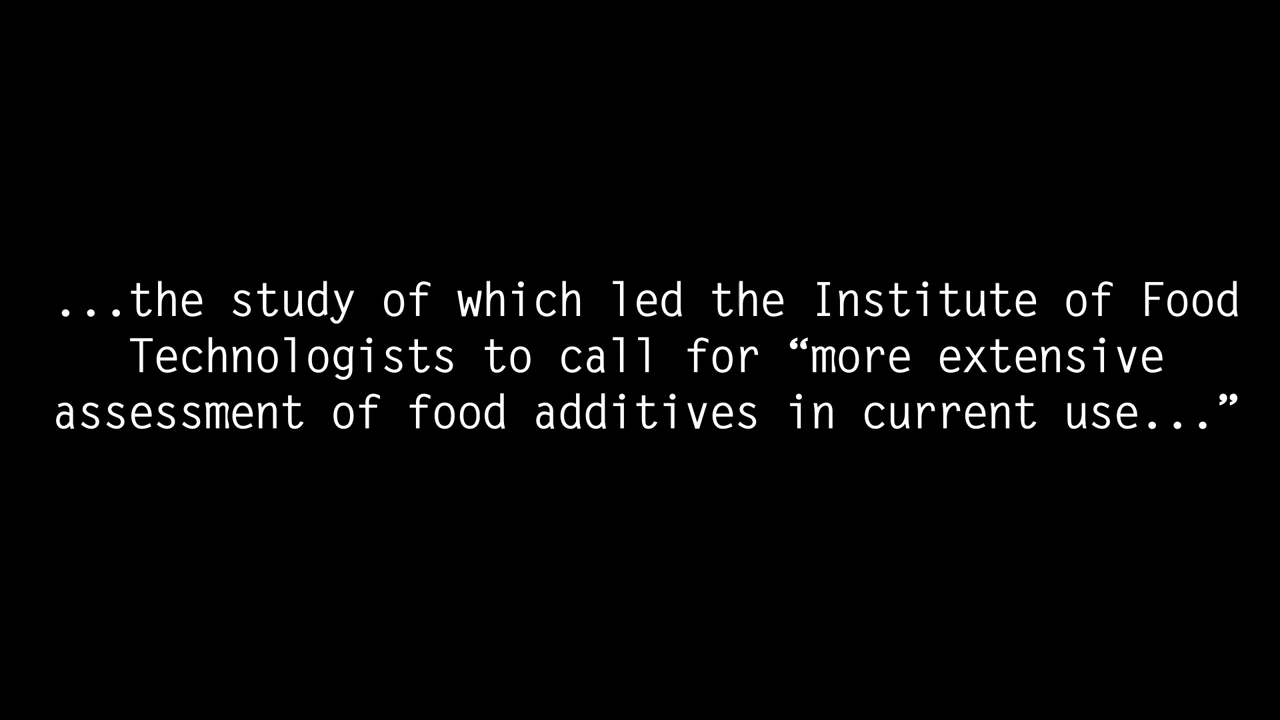 ...the study of which led the Institute of Food
Technologists to call for “more extensive
assessment of food additives in current use...”